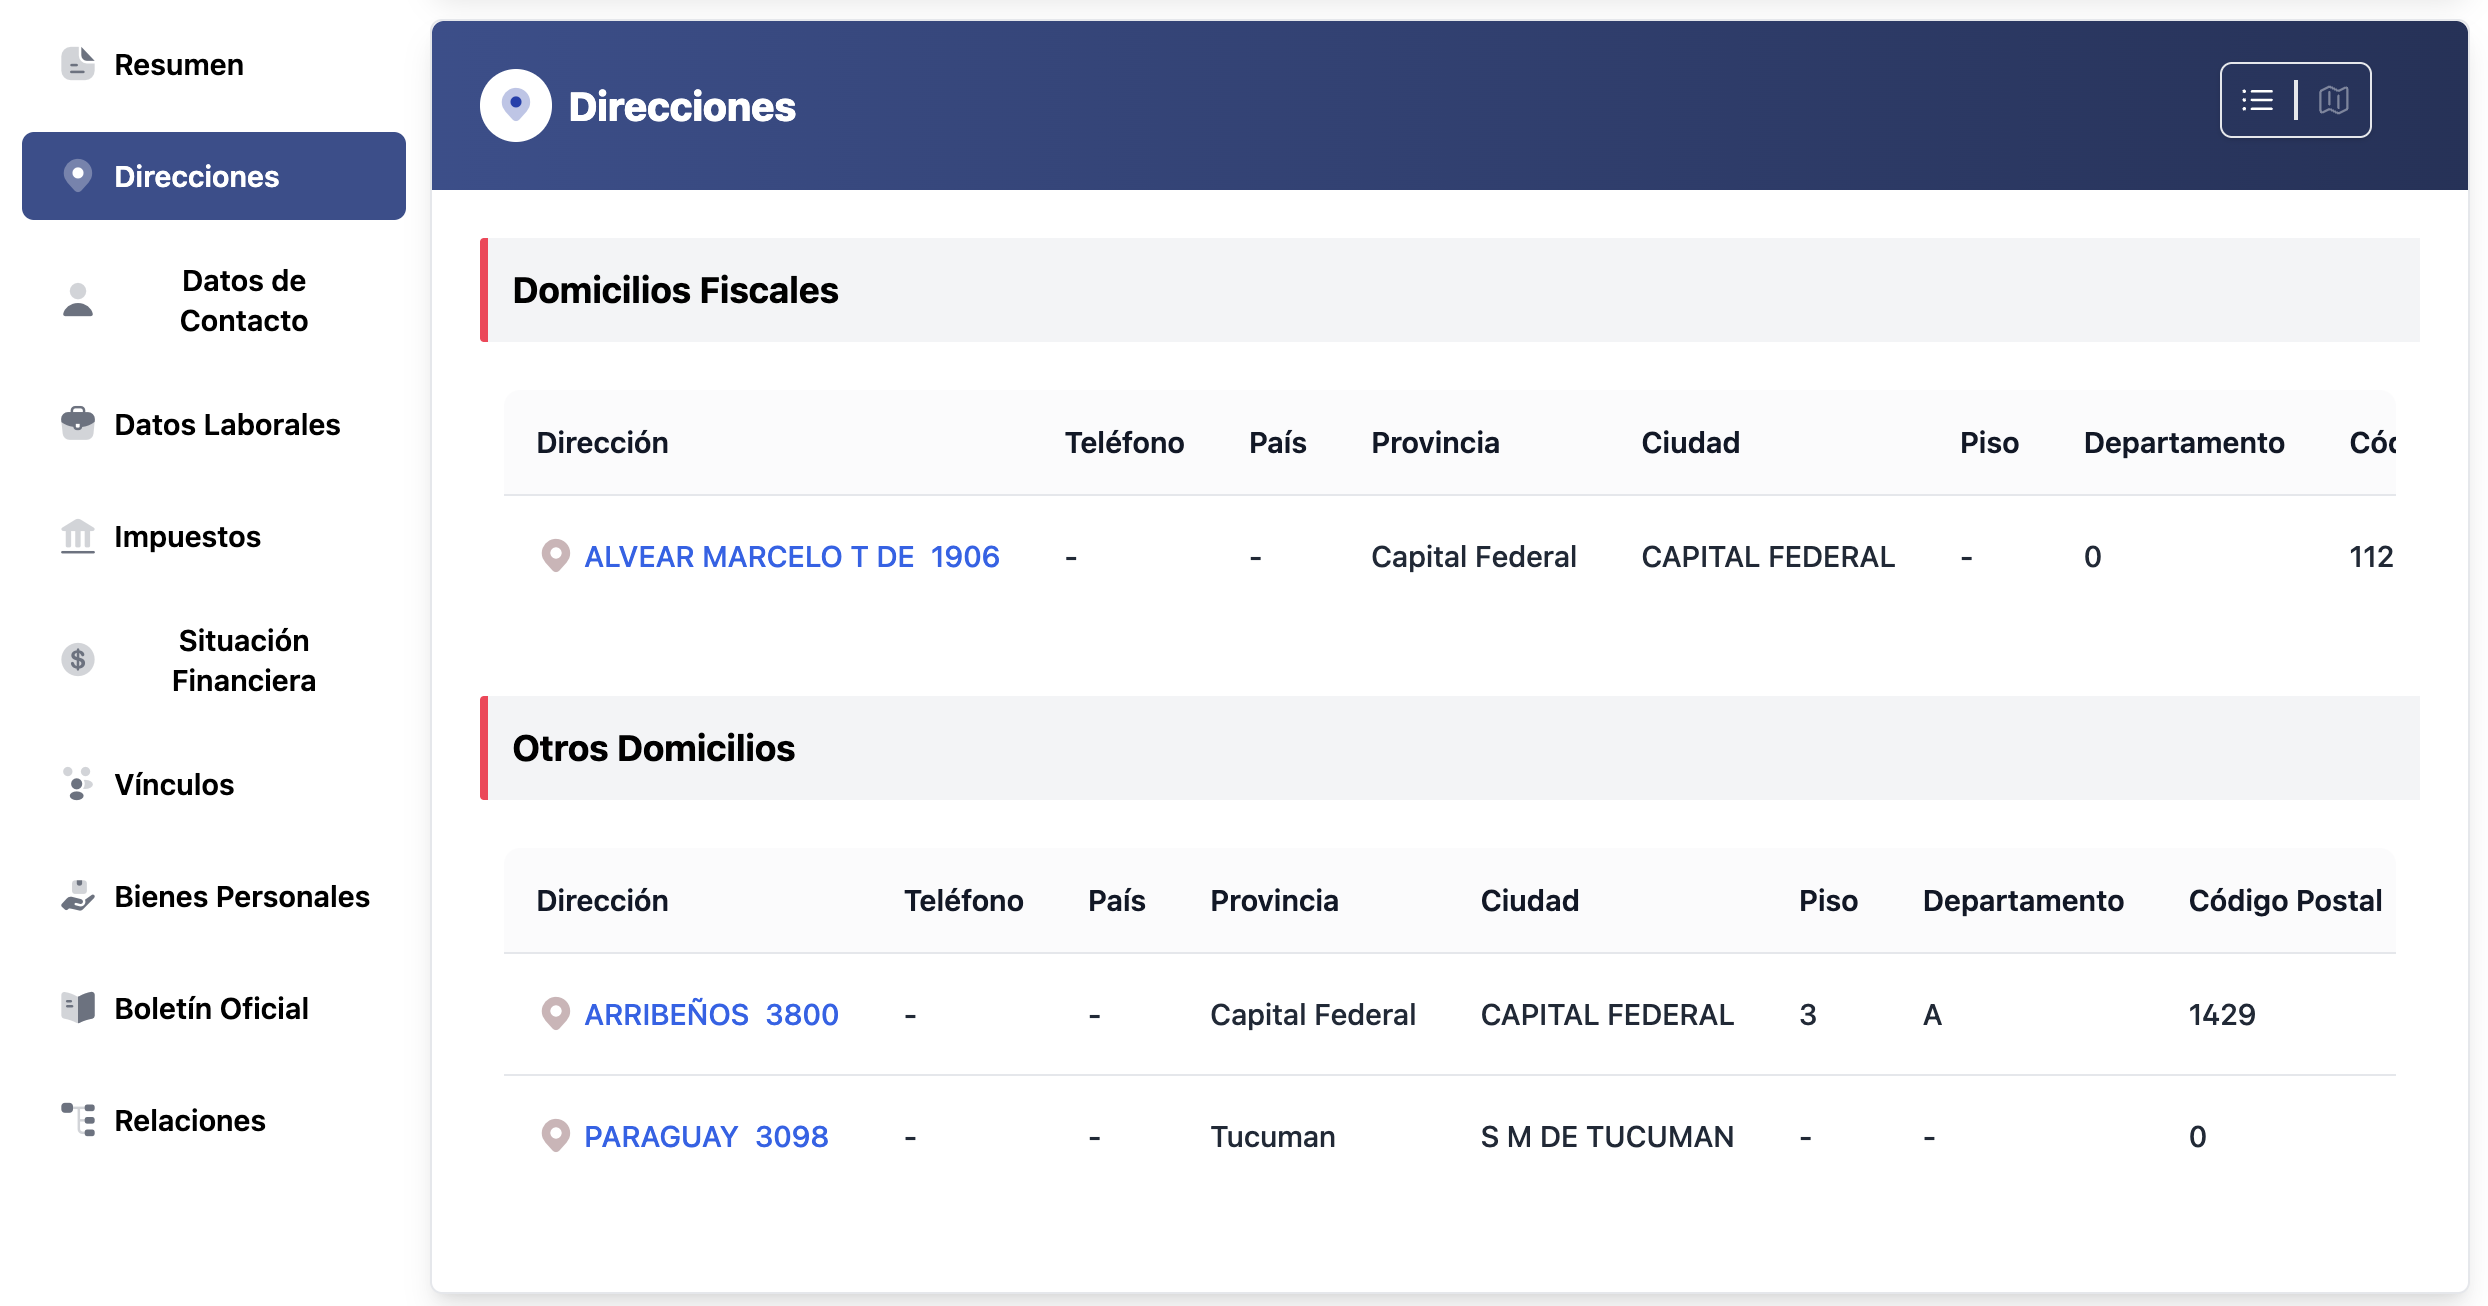 Resumen
Direcciones
Datos de
Contacto
Datos Laborales
Impuestos
Situación
Financiera
Vínculos
Bienes Personales
Boletín Oficial
Relaciones
Direcciones
Domicilios Fiscales
Dirección Teléfono País Provincia Ciudad Piso Departamento Cód
ALVEAR MARCELO T DE 1906 - - Capital Federal CAPITAL FEDERAL - 0 112
Otros Domicilios
Dirección Teléfono País Provincia Ciudad Piso Departamento Código Postal
ARRIBEÑOS 3800 - - Capital Federal CAPITAL FEDERAL 3 A 1429
PARAGUAY 3098 - - Tucuman S M DE TUCUMAN - - 0